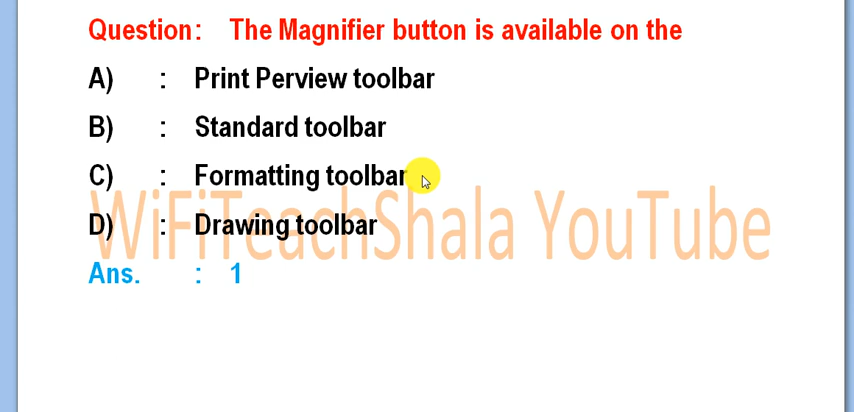 Question: The Magnifier button is available on the
A) : Print Perview toolbar
B) : Standard toolbar
C) : Formatting toolbar
D) : Drawing toolbar
WiFiTeachShala YouTube
Ans. : 1